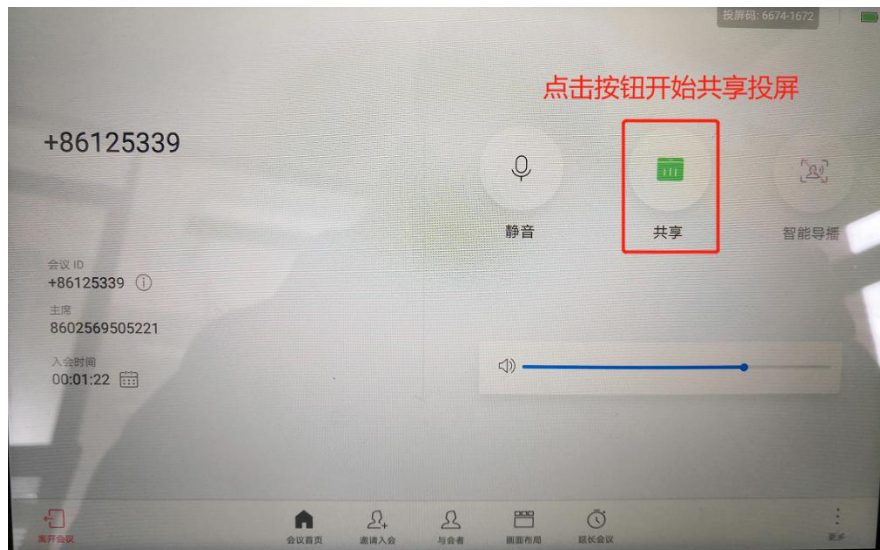 投屏码: 6674-1672
点击按钮开始共享投屏
+86125339
静音
共享
智能导播
会议 ID
+86125339
主席
8602569505221
入会时间
00:01:22
离开会议
会议首页
邀请入会
与会者
画面布局
延长会议
更多